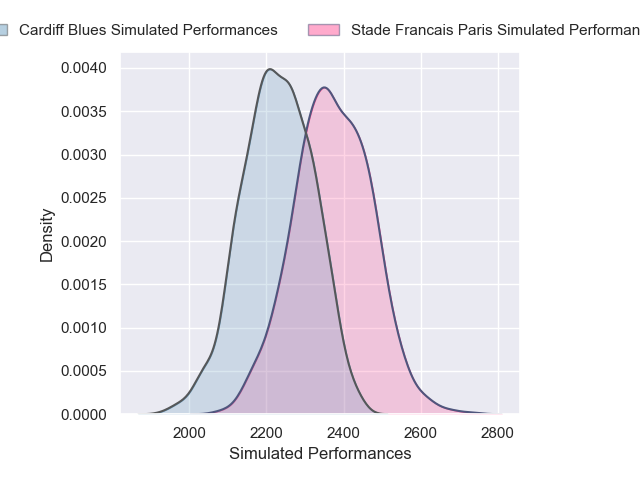 Cardiff Blues Simulated Performances Stade Francais Paris Simulated Performan
0.0040
0.0035
0.0030
0.0025
0.0020
0.0015
0.0010
0.0005
0.0000
Density
2000 2200 2400 2600 2800
Simulated Performances